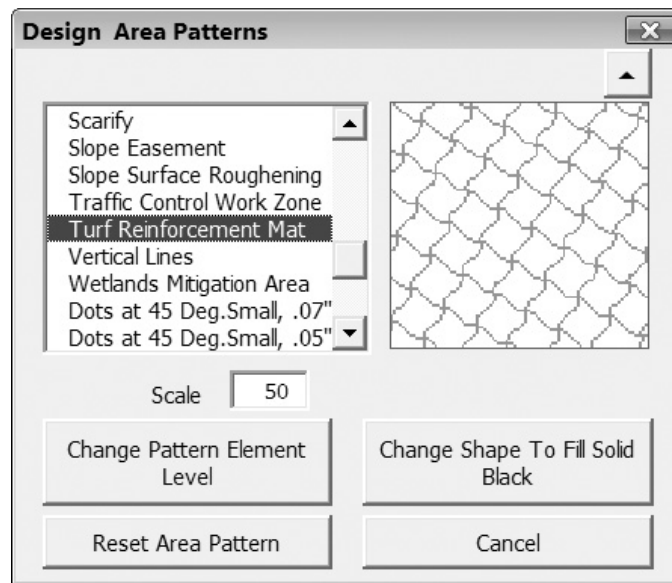 Design Area Patterns
Scarify
Slope Easement
Slope Surface Roughening
Traffic Control Work Zone
Turf Reinforcement Mat
Vertical Lines
Wetlands Mitigation Area
Dots at 45 Deg.Small, .07"
Dots at 45 Deg.Small, .05"
Scale 50
Change Pattern Element
Level
Change Shape To Fill Solid
Black
Reset Area Pattern
Cancel